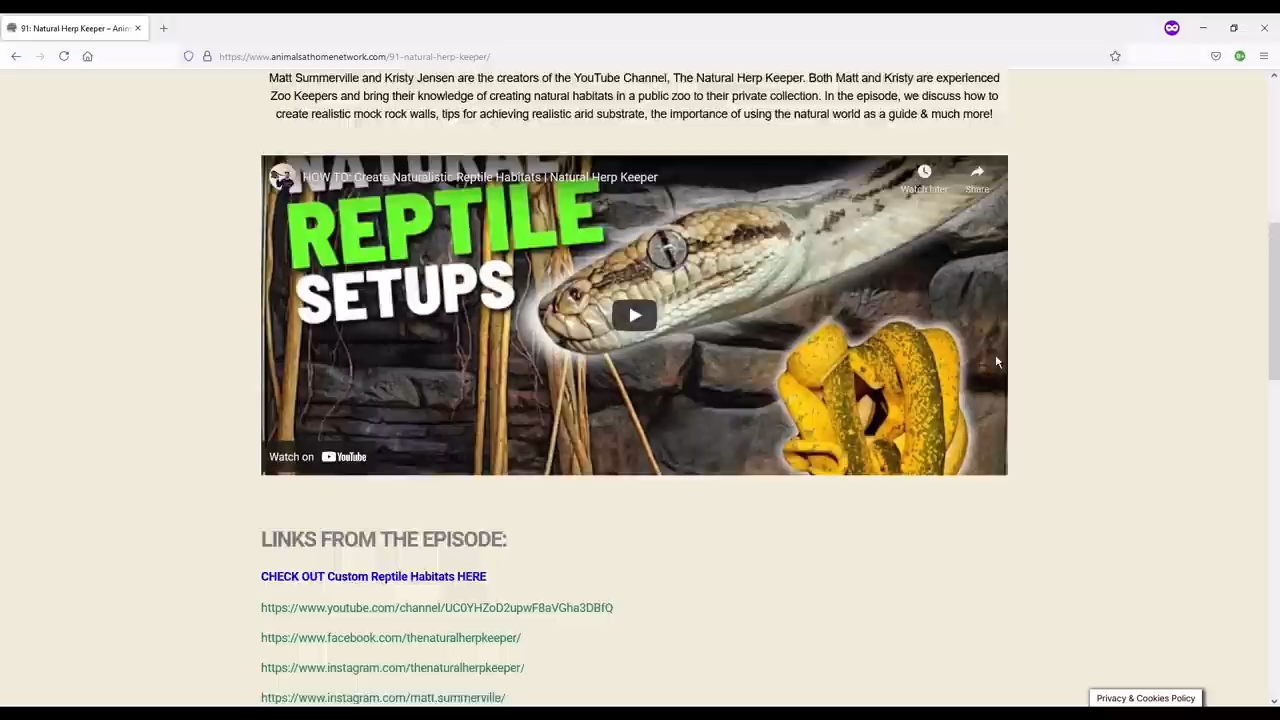 91: Natural Herp Keeper – Anim
https://www.animalsathomenetwork.com/91-natural-herp-keeper/
Matt Summerville and Kristy Jensen are the creators of the YouTube Channel, The Natural Herp Keeper. Both Matt and Kristy are experienced
Zoo Keepers and bring their knowledge of creating natural habitats in a public zoo to their private collection. In the episode, we discuss how to
create realistic mock rock walls, tips for achieving realistic arid substrate, the importance of using the natural world as a guide & much more!
NATURAL
HOW TO: Create Naturalistic Reptile Habitats | Natural Herp Keeper
Watch later
Share
REPTILE
SETUPS
Watch on YouTube
LINKS FROM THE EPISODE:
CHECK OUT Custom Reptile Habitats HERE
https://www.youtube.com/channel/UC0YHZoD2upwF8aVGha3DBfQ
https://www.facebook.com/thenaturalherpkeeper/
https://www.instagram.com/thenaturalherpkeeper/
https://www.instagram.com/matt.summerville/
Privacy & Cookies Policy